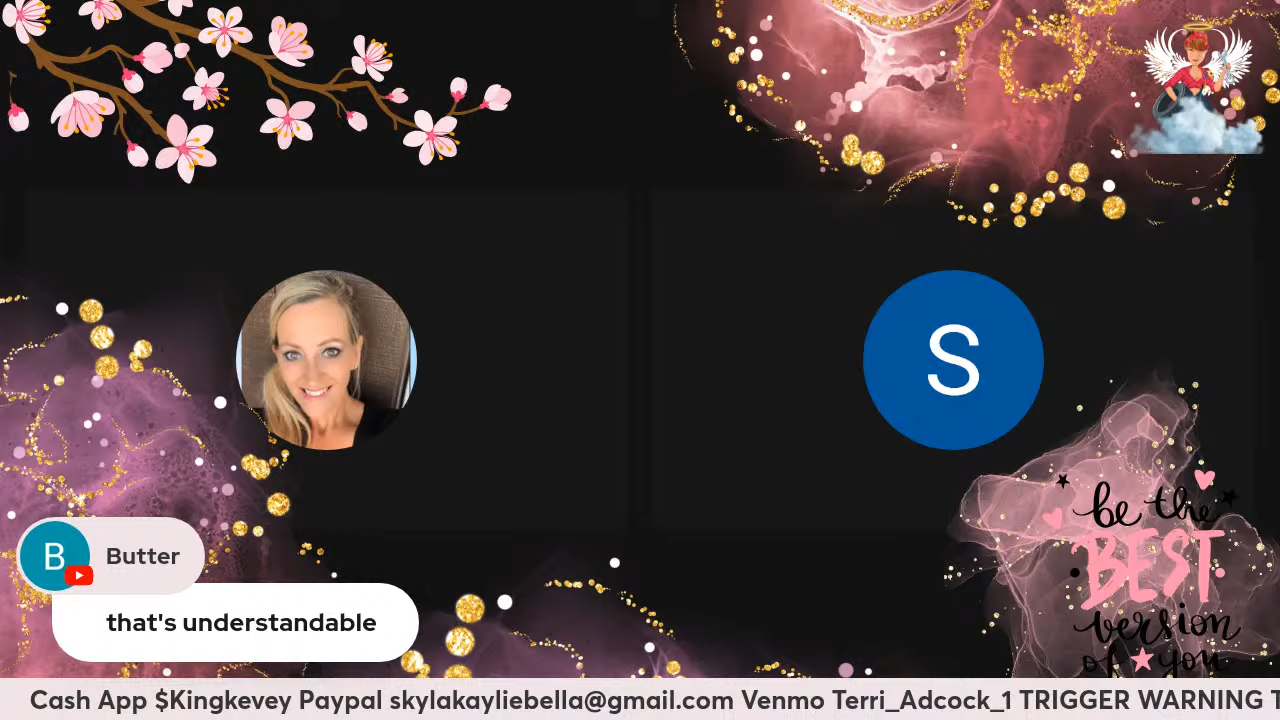 S
be the
BEST
version
of you
B Butter
that's understandable
Cash App $Kingkevey Paypal skylakayliebella@gmail.com Venmo Terri_Adcock_1 TRIGGER WARNING T